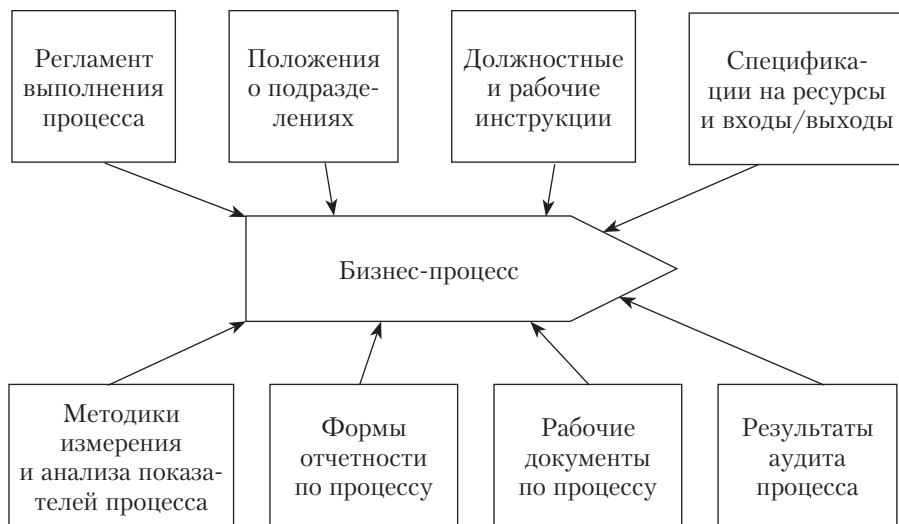 Регламент
выполнения
процесса
Положения
о подразде-
лениях
Должностные
и рабочие
инструкции
Специфика-
ции на ресурсы
и входы/выходы
Бизнес-процесс
Методики
измерения
и анализа показа-
телей процесса
Формы
отчетности
по процессу
Рабочие
документы
по процессу
Результаты
аудита
процесса